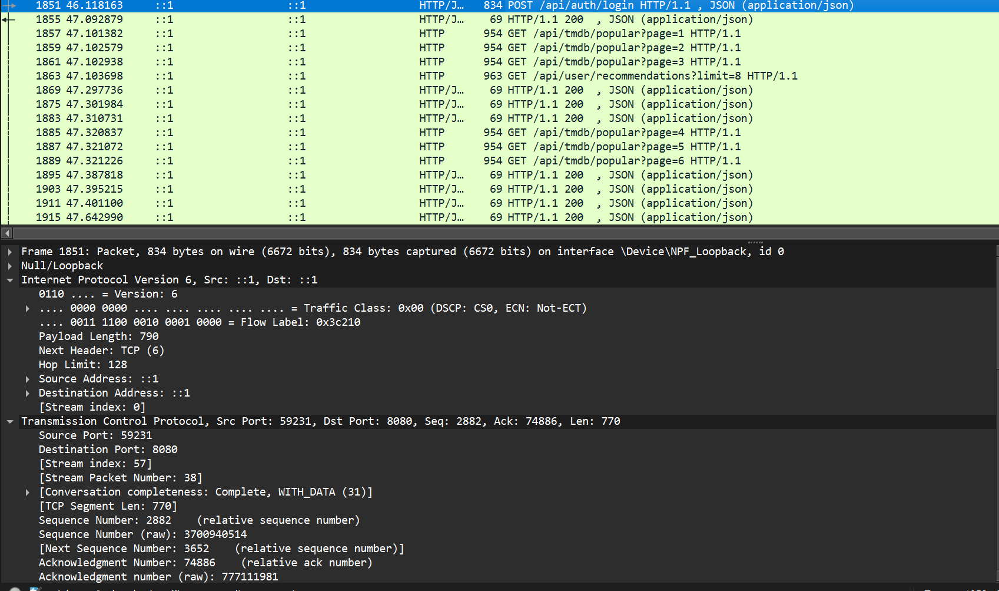 1851 46.118163 ::1 ::1 HTTP/J… 834 POST /api/auth/login HTTP/1.1 , JSON (application/json)
1855 47.092879 ::1 ::1 HTTP/J… 69 HTTP/1.1 200 , JSON (application/json)
1857 47.101382 ::1 ::1 HTTP 954 GET /api/tmdb/popular?page=1 HTTP/1.1
1859 47.102579 ::1 ::1 HTTP 954 GET /api/tmdb/popular?page=2 HTTP/1.1
1861 47.102938 ::1 ::1 HTTP 954 GET /api/tmdb/popular?page=3 HTTP/1.1
1863 47.103698 ::1 ::1 HTTP 963 GET /api/user/recommendations?limit=8 HTTP/1.1
1869 47.297736 ::1 ::1 HTTP/J… 69 HTTP/1.1 200 , JSON (application/json)
1875 47.301984 ::1 ::1 HTTP/J… 69 HTTP/1.1 200 , JSON (application/json)
1883 47.310731 ::1 ::1 HTTP/J… 69 HTTP/1.1 200 , JSON (application/json)
1885 47.320837 ::1 ::1 HTTP 954 GET /api/tmdb/popular?page=4 HTTP/1.1
1887 47.321072 ::1 ::1 HTTP 954 GET /api/tmdb/popular?page=5 HTTP/1.1
1889 47.321226 ::1 ::1 HTTP 954 GET /api/tmdb/popular?page=6 HTTP/1.1
1895 47.387818 ::1 ::1 HTTP/J… 69 HTTP/1.1 200 , JSON (application/json)
1903 47.395215 ::1 ::1 HTTP/J… 69 HTTP/1.1 200 , JSON (application/json)
1911 47.401100 ::1 ::1 HTTP/J… 69 HTTP/1.1 200 , JSON (application/json)
1915 47.642990 ::1 ::1 HTTP/J… 69 HTTP/1.1 200 , JSON (application/json)
Frame 1851: Packet, 834 bytes on wire (6672 bits), 834 bytes captured (6672 bits) on interface \Device\NPF_Loopback, id 0
Null/Loopback
Internet Protocol Version 6, Src: ::1, Dst: ::1
0110 .... = Version: 6
.... 0000 0000 .... .... .... .... .... = Traffic Class: 0x00 (DSCP: CS0, ECN: Not-ECT)
.... 0011 1100 0010 0001 0000 = Flow Label: 0x3c210
Payload Length: 790
Next Header: TCP (6)
Hop Limit: 128
Source Address: ::1
Destination Address: ::1
[Stream index: 0]
Transmission Control Protocol, Src Port: 59231, Dst Port: 8080, Seq: 2882, Ack: 74886, Len: 770
Source Port: 59231
Destination Port: 8080
[Stream index: 57]
[Stream Packet Number: 38]
[Conversation completeness: Complete, WITH_DATA (31)]
[TCP Segment Len: 770]
Sequence Number: 2882 (relative sequence number)
Sequence Number (raw): 3700940514
[Next Sequence Number: 3652 (relative sequence number)]
Acknowledgment Number: 74886 (relative ack number)
Acknowledgment number (raw): 777111981